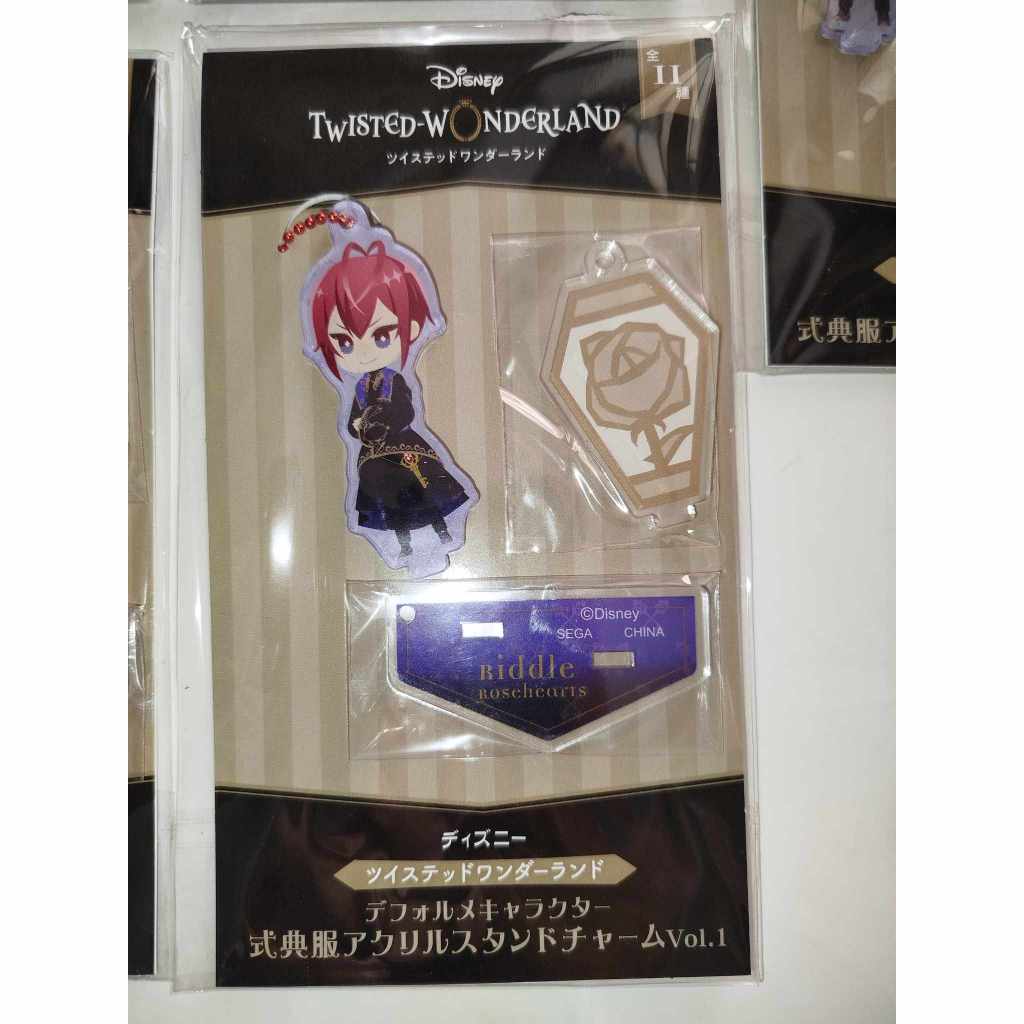 全11種
Disney
TWISTED-WONDERLAND
ツイステッドワンダーランド
©Disney
SEGA CHINA
Riddle
Rosehearts
ディズニー
ツイステッドワンダーランド
デフォルメキャラクター
式典服アクリルスタンドチャームVol.1
式典服ア